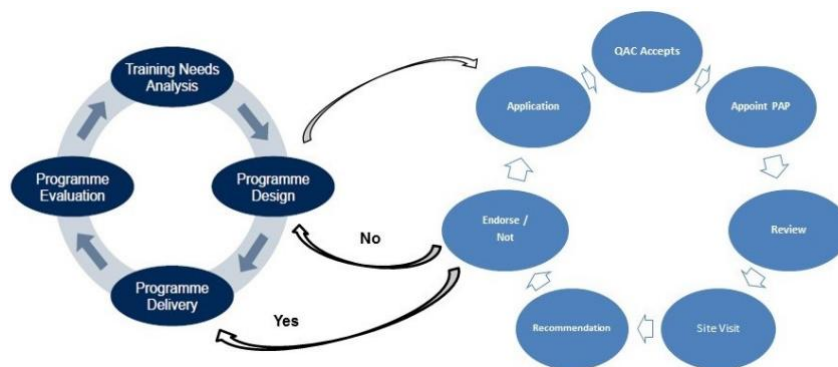 Training Needs
Analysis
Programme
Design
Programme
Delivery
Programme
Evaluation
No
Yes
QAC Accepts
Appoint PAP
Review
Site Visit
Recommendation
Endorse /
Not
Application